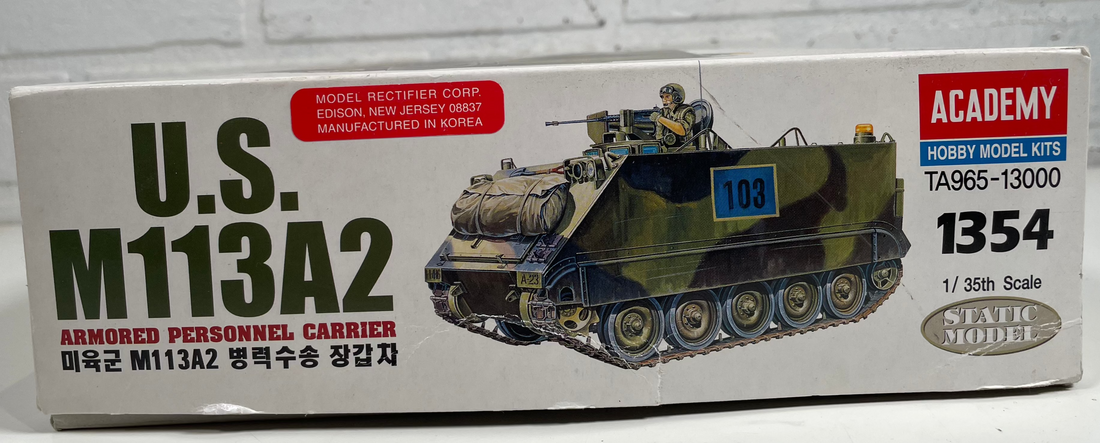 MODEL RECTIFIER CORP.
EDISON, NEW JERSEY 08837
MANUFACTURED IN KOREA
U.S.
M113A2
ARMORED PERSONNEL CARRIER
미육군 M113A2 병력수송 장갑차
103
A-23
ACADEMY
HOBBY MODEL KITS
TA965-13000
1354
1/35th Scale
STATIC
MODEL